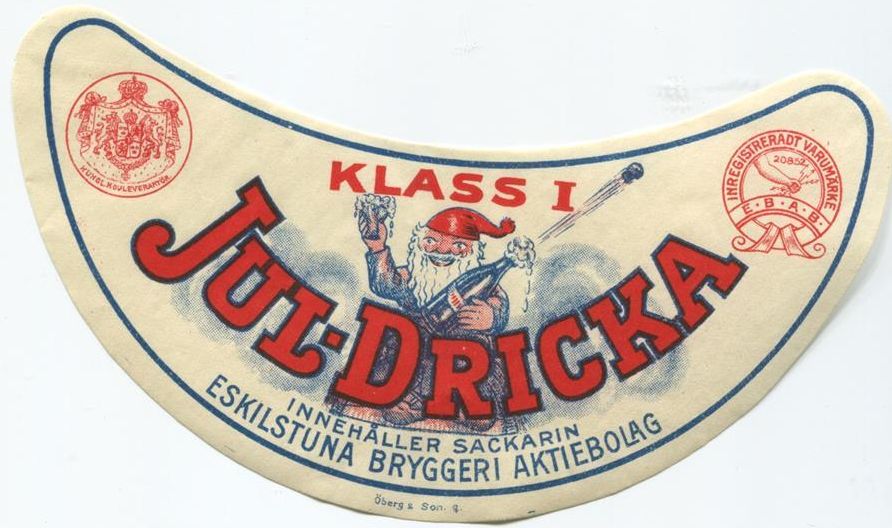 KUNGL. HOFLEVERANTÖR
INREGISTRERADT VARUMÄRKE
20852
E·B·A·B·
KLASS I
JUL-DRICKA
INNEHÅLLER SACKARIN
ESKILSTUNA BRYGGERI AKTIEBOLAG
Öberg & Son.